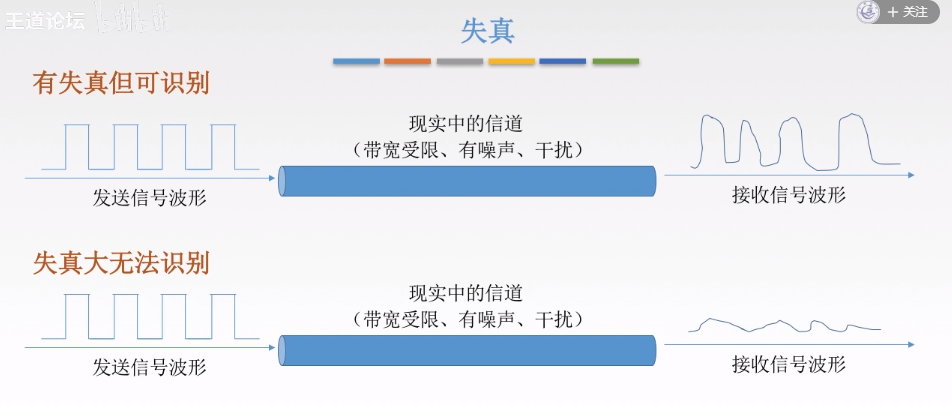 王道论坛
+ 关注
失真
有失真但可识别
现实中的信道
（带宽受限、有噪声、干扰）
发送信号波形
接收信号波形
失真大无法识别
现实中的信道
（带宽受限、有噪声、干扰）
发送信号波形
接收信号波形